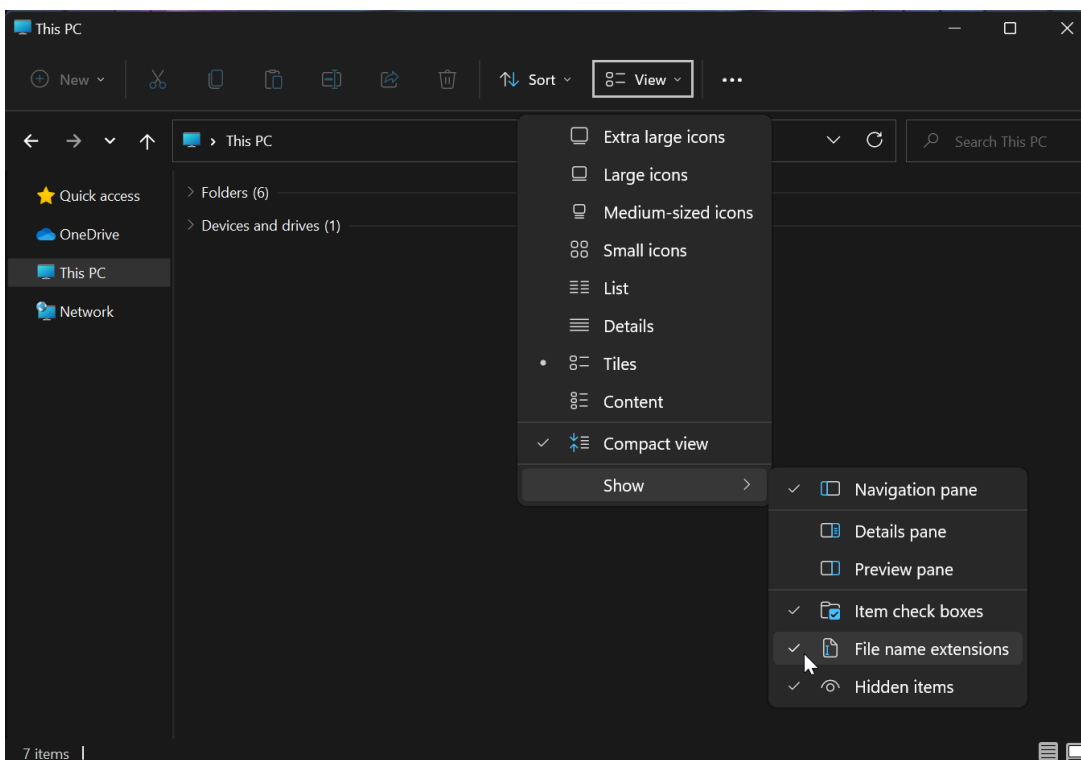 This PC
New
Sort
View
This PC
Search This PC
Quick access
OneDrive
This PC
Network
Folders (6)
Devices and drives (1)
Extra large icons
Large icons
Medium-sized icons
Small icons
List
Details
Tiles
Content
Compact view
Show
Navigation pane
Details pane
Preview pane
Item check boxes
File name extensions
Hidden items
7 items